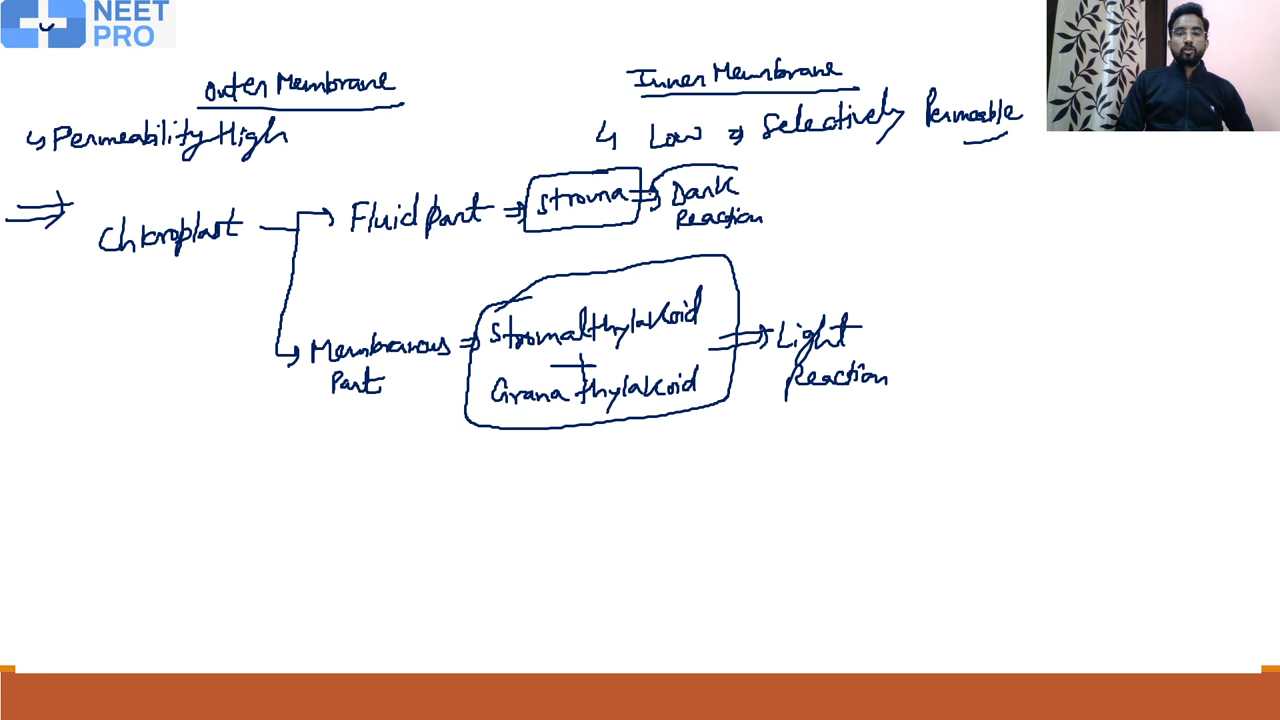 NEET
PRO
Outer Membrane
Inner Membrane
↳ Permeability High
↳ Low ⇒ Selectively Permeable
⇒ Chloroplast → Fluid part ⇒ Stroma ⇒ Dark
Reaction
→ Membranous ⇒ Stromal thylakoid ⇒ Light
Part
+
Grana thylakoid
Reaction